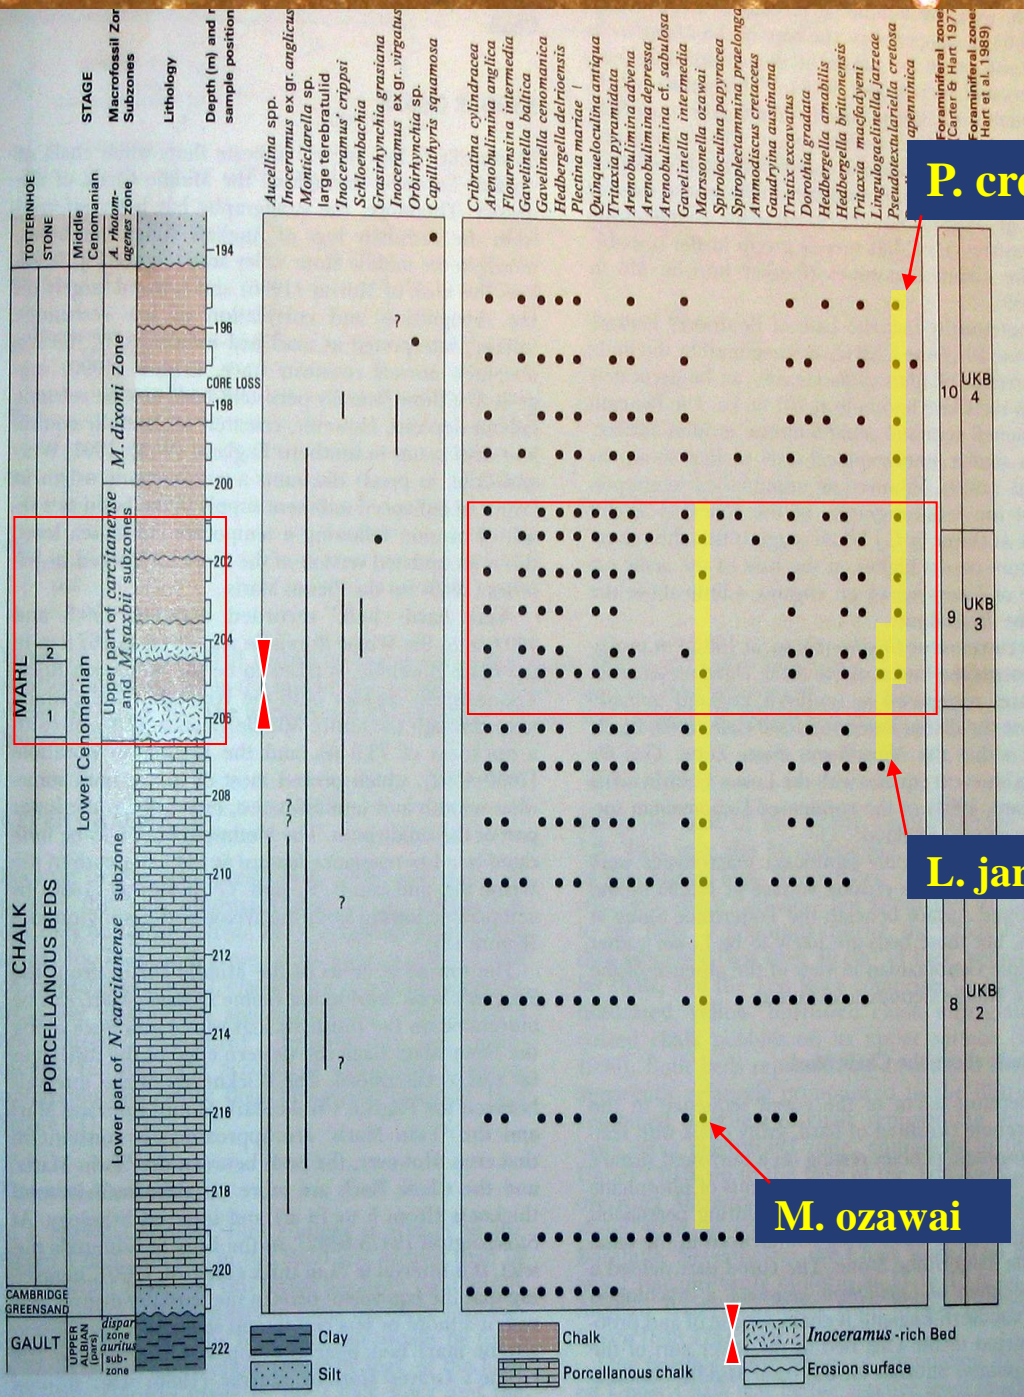 STAGE
Macrofossil Zon
Subzones
Lithology
Depth (m) and
sample position
Aucellina spp.
Inoceramus ex gr. anglicus
Monticlarella sp.
large terebratulid
'Inoceramus' crippsi
Schloenbachia
Grasirhynchia grasiana
Inoceramus ex gr. virgatus
Orbirhynchia sp.
Capillithyris squamosa
Cribratina cylindracea
Arenobulimina anglica
Flourensina intermedia
Gavelinella baltica
Gavelinella cenomanica
Hedbergella delrioensis
Plectina mariae
Quinqueloculina antiqua
Tritaxia pyramidata
Arenobulimina advena
Arenobulimina depressa
Arenobulimina cf. sabulosa
Gavelinella intermedia
Marssonella ozawai
Spiroloculina papyracea
Spiroplectammina praelonga
Ammodiscus cretaceus
Gaudryina austinana
Tristix excavatus
Dorothia gradata
Hedbergella amabilis
Hedbergella brittonensis
Tritaxia macfadyeni
Lingulogavelinella jarzeae
Pseudotextulariella cretosa
apenninica
Foraminiferal zones
(Carter & Hart 1977
Foraminiferal zones
Hart et al. 1989)
TOTTERNHOE
STONE
Middle
Cenomanian
A. rhotom-
agenes zone
194
P. cre
196
?
M. dixoni Zone
CORE LOSS
198
10
UKB
4
200
Upper part of carcitanense
and M. saxbii subzones
202
204
9
UKB
3
MARL
2
1
206
Lower Cenomanian
208
?
?
L. jar
210
?
212
CHALK
PORCELLANOUS BEDS
Lower part of N. carcitanense subzone
214
?
8
UKB
2
216
218
M. ozawai
220
CAMBRIDGE
GREENSAND
GAULT
UPPER
ALBIAN
(pars)
dispar
zone
auritus
sub-
zone
222
Clay
Silt
Chalk
Porcellanous chalk
Inoceramus -rich Bed
Erosion surface